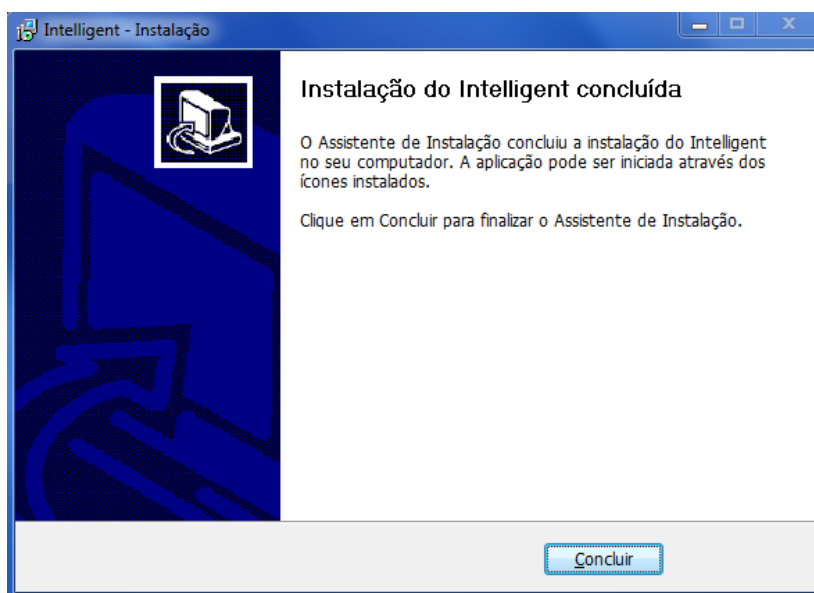 Intelligent - Instalação
Instalação do Intelligent concluída
O Assistente de Instalação concluiu a instalação do Intelligent
no seu computador. A aplicação pode ser iniciada através dos
ícones instalados.
Clique em Concluir para finalizar o Assistente de Instalação.
Concluir